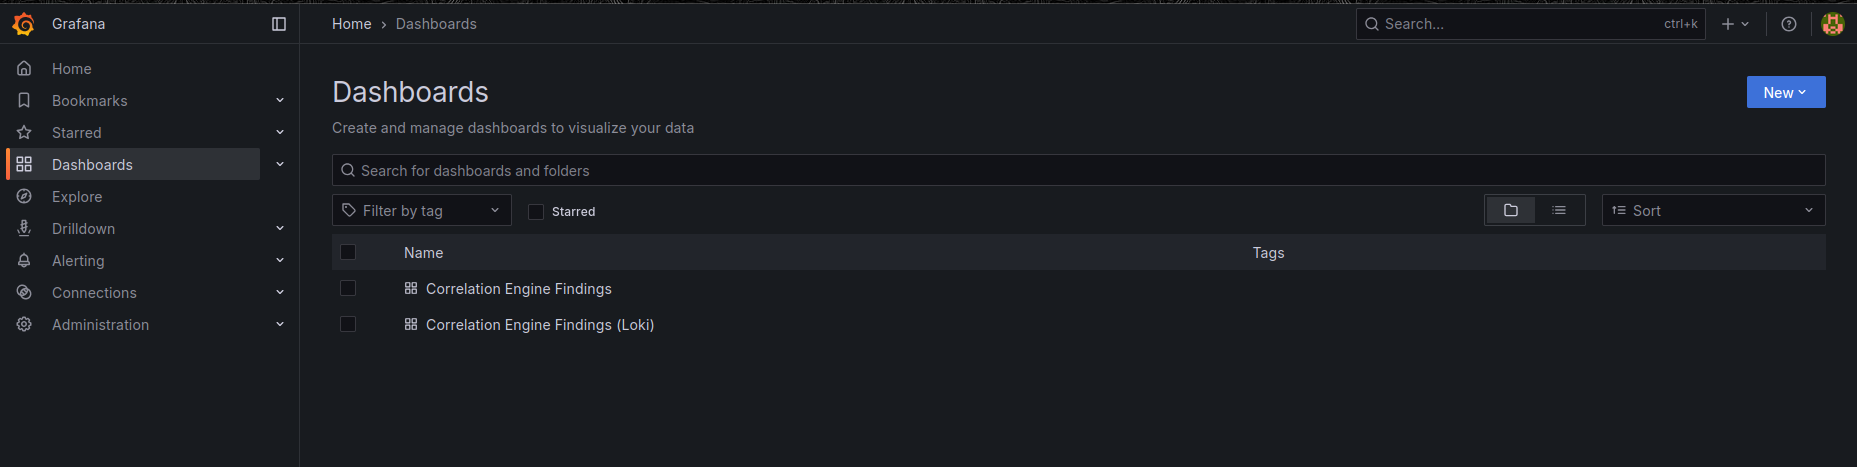 Grafana
Home › Dashboards
Search...
ctrl+k
Home
Bookmarks
Starred
Dashboards
Explore
Drilldown
Alerting
Connections
Administration
Dashboards
New
Create and manage dashboards to visualize your data
Search for dashboards and folders
Filter by tag
Starred
Sort
Name
Tags
Correlation Engine Findings
Correlation Engine Findings (Loki)